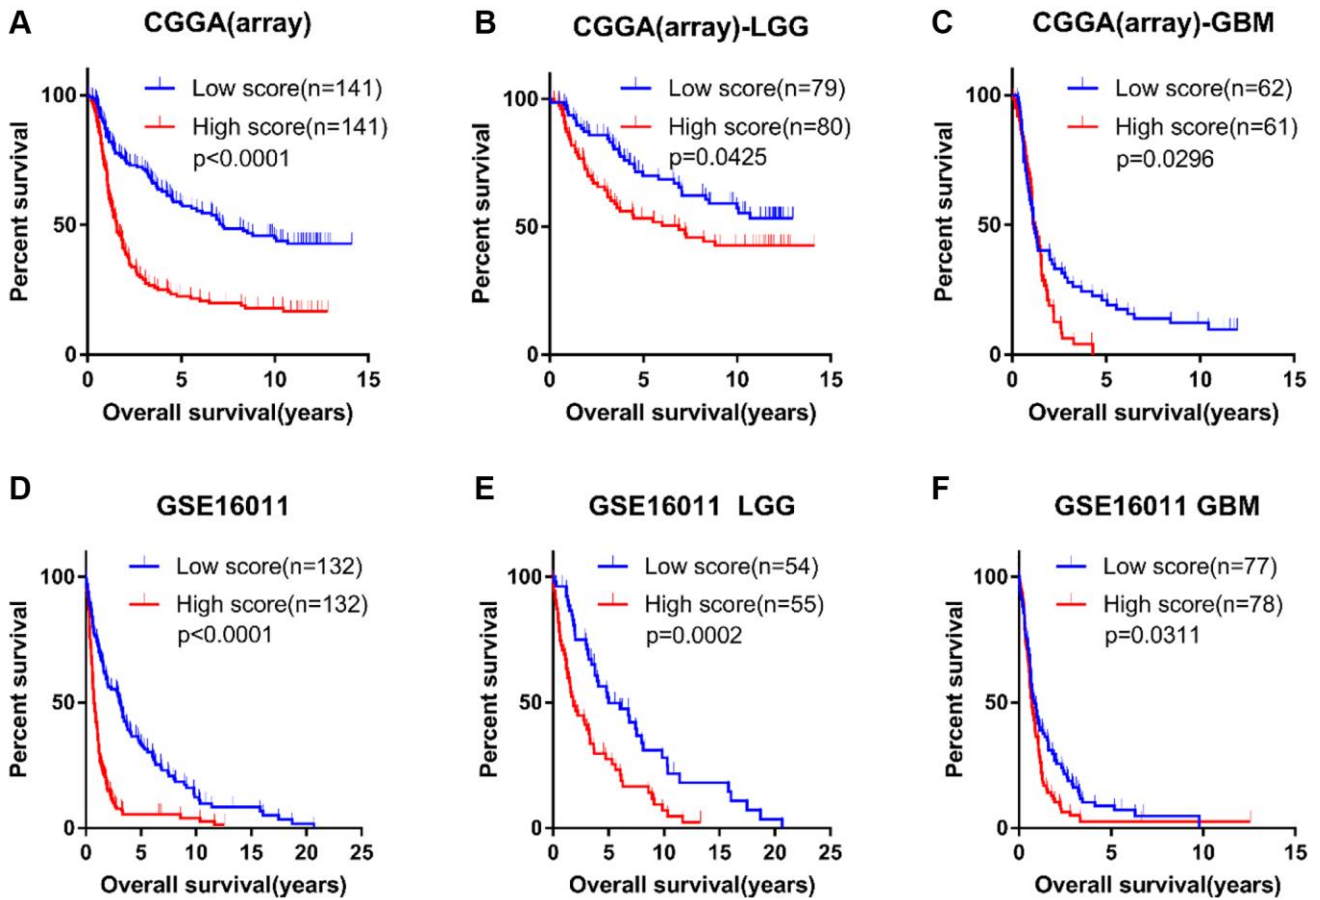 A
CGGA(array)
Low score(n=141)
High score(n=141)
p<0.0001
100
50
0
Percent survival
0 5 10 15
Overall survival(years)
B
CGGA(array)-LGG
Low score(n=79)
High score(n=80)
p=0.0425
100
50
0
Percent survival
0 5 10 15
Overall survival(years)
C
CGGA(array)-GBM
Low score(n=62)
High score(n=61)
p=0.0296
100
50
0
Percent survival
0 5 10 15
Overall survival(years)
D
GSE16011
Low score(n=132)
High score(n=132)
p<0.0001
100
50
0
Percent survival
0 5 10 15 20 25
Overall survival(years)
E
GSE16011 LGG
Low score(n=54)
High score(n=55)
p=0.0002
100
50
0
Percent survival
0 5 10 15 20 25
Overall survival(years)
F
GSE16011 GBM
Low score(n=77)
High score(n=78)
p=0.0311
100
50
0
Percent survival
0 5 10 15
Overall survival(years)